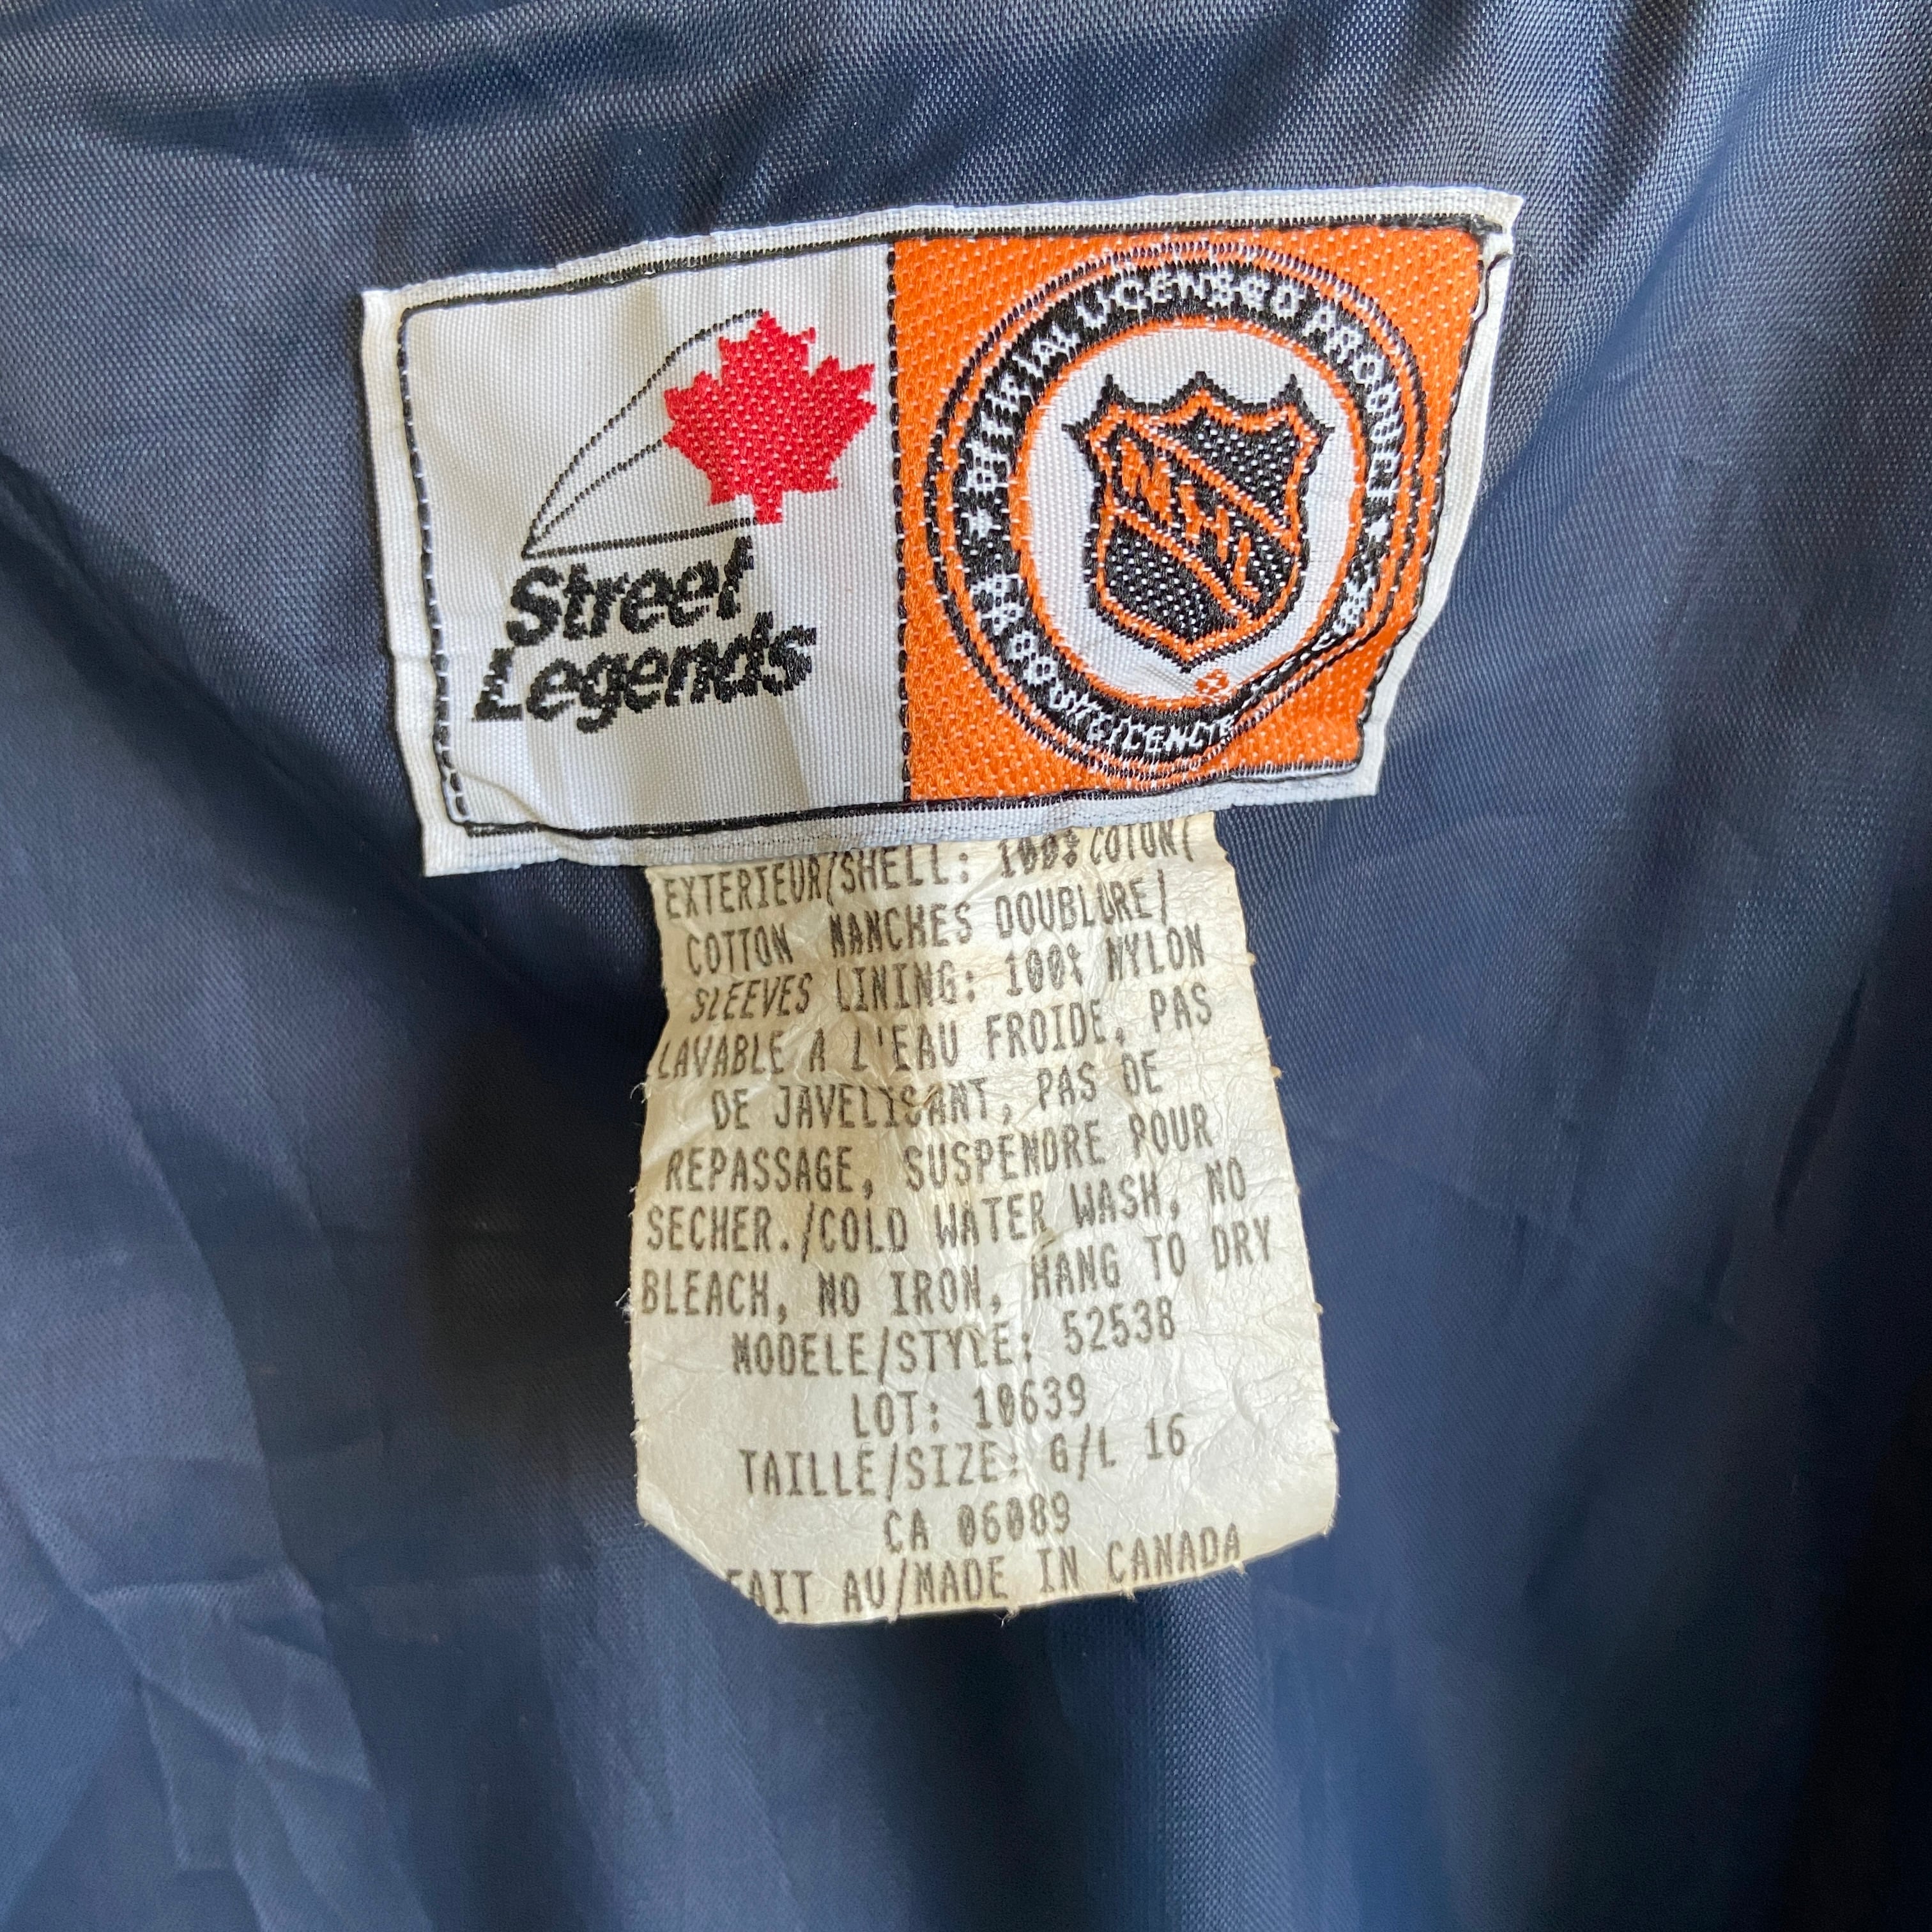 Street
Legends
OFFICIAL LICENSED PRODUCT
NHL
PRODUIT LICENCIE
EXTERIEUR/SHELL: 100% COTON/
COTTON MANCHES DOUBLURE/
SLEEVES LINING: 100% NYLON
LAVABLE A L'EAU FROIDE, PAS
DE JAVELISANT, PAS DE
REPASSAGE, SUSPENDRE POUR
SECHER./COLD WATER WASH, NO
BLEACH, NO IRON, HANG TO DRY
MODELE/STYLE: 52538
LOT: 10639
TAILLE/SIZE: G/L 16
CA 06089
FAIT AU/MADE IN CANADA